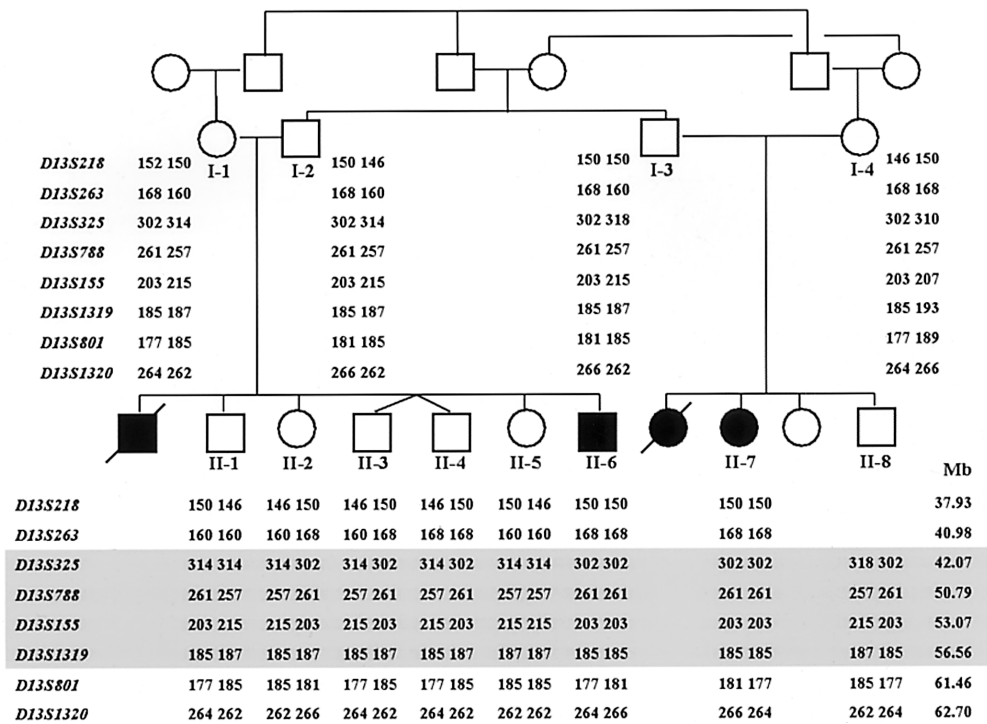 I-1 I-2 I-3 I-4
D13S218 152 150 150 146 150 150 146 150
D13S263 168 160 168 160 168 160 168 168
D13S325 302 314 302 314 302 318 302 310
D13S788 261 257 261 257 261 257 261 257
D13S155 203 215 203 215 203 215 203 207
D13S1319 185 187 185 187 185 187 185 193
D13S801 177 185 181 185 181 185 177 189
D13S1320 264 262 266 262 266 262 264 266
II-1 II-2 II-3 II-4 II-5 II-6 II-7 II-8 Mb
D13S218 150 146 146 150 146 150 146 150 150 146 150 150 150 150 37.93
D13S263 160 160 160 168 160 168 168 168 160 160 168 168 168 168 40.98
D13S325 314 314 314 302 314 302 314 302 314 314 302 302 302 302 318 302 42.07
D13S788 261 257 257 261 257 261 257 261 257 257 261 261 261 261 257 261 50.79
D13S155 203 215 215 203 215 203 215 203 215 215 203 203 203 203 215 203 53.07
D13S1319 185 187 185 187 185 187 185 187 187 187 185 185 185 185 187 185 56.56
D13S801 177 185 185 181 177 185 177 185 185 185 177 181 181 177 185 177 61.46
D13S1320 264 262 262 266 264 262 264 262 262 262 264 266 266 264 262 264 62.70